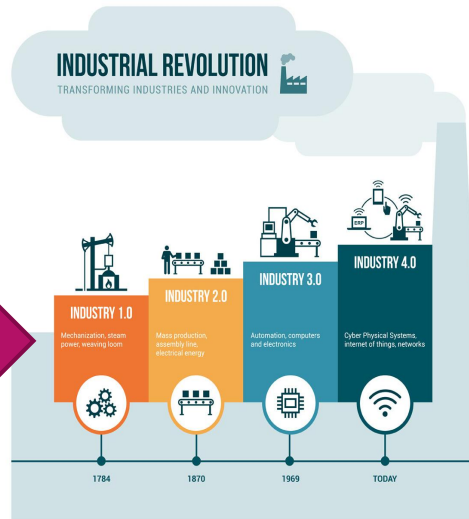 INDUSTRIAL REVOLUTION
TRANSFORMING INDUSTRIES AND INNOVATION
INDUSTRY 1.0
Mechanization, steam
power, weaving loom
INDUSTRY 2.0
Mass production,
assembly line,
electrical energy
INDUSTRY 3.0
Automation, computers
and electronics
ERP
INDUSTRY 4.0
Cyber Physical Systems,
internet of things, networks
1784
1870
1969
TODAY